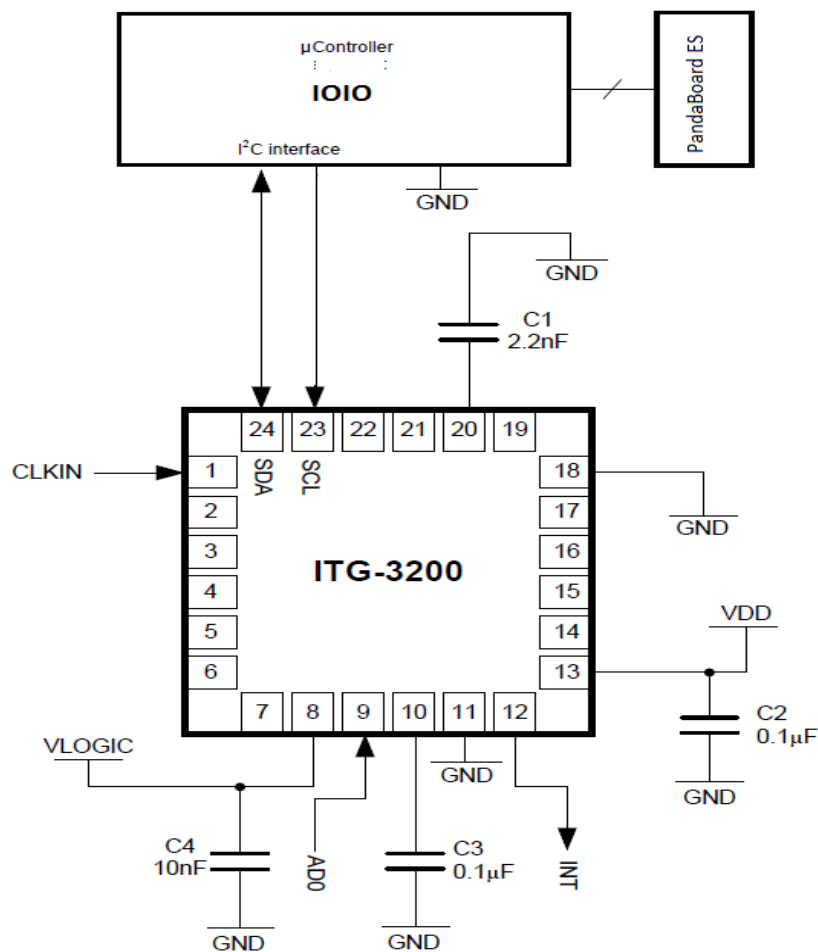 µController
IOIO
I²C interface
PandaBoard ES
GND
GND
C1
2.2nF
24
23
22
21
20
19
SDA
SCL
CLKIN
1
2
3
4
5
6
18
17
16
15
14
13
ITG-3200
GND
VDD
7
8
9
10
11
12
VLOGIC
GND
C2
0.1µF
GND
C4
10nF
AD0
C3
0.1µF
INT
GND
GND